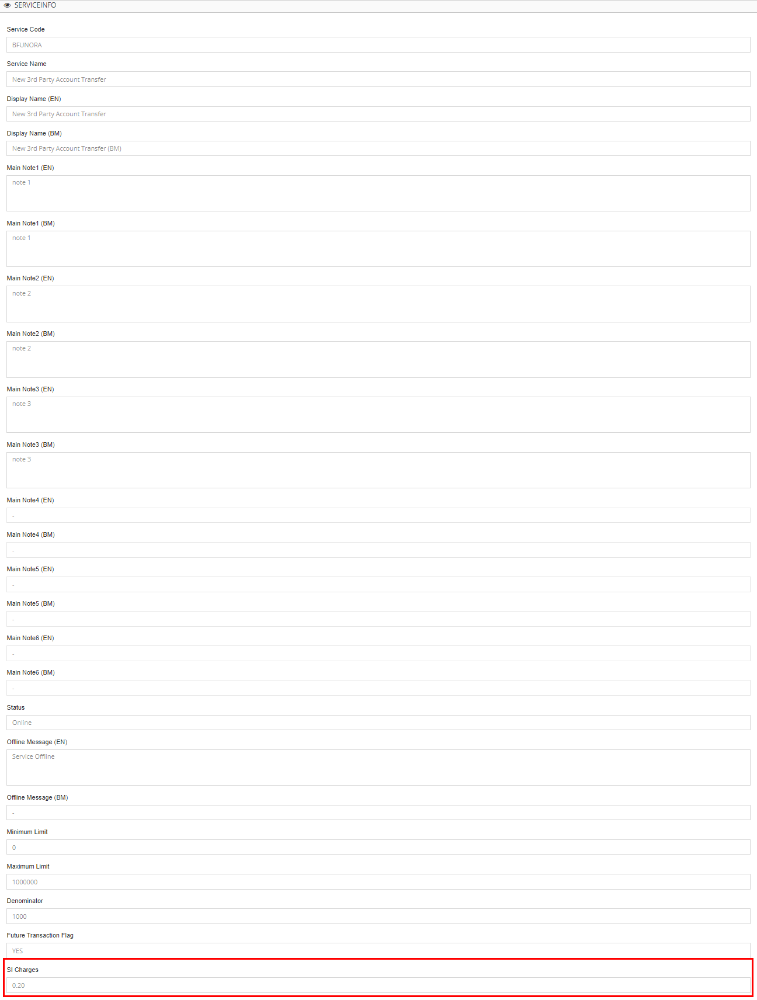 SERVICEINFO
Service Code
BFUNORA
Service Name
New 3rd Party Account Transfer
Display Name (EN)
New 3rd Party Account Transfer
Display Name (BM)
New 3rd Party Account Transfer (BM)
Main Note1 (EN)
note 1
Main Note1 (BM)
note 1
Main Note2 (EN)
note 2
Main Note2 (BM)
note 2
Main Note3 (EN)
note 3
Main Note3 (BM)
note 3
Main Note4 (EN)
-
Main Note4 (BM)
-
Main Note5 (EN)
-
Main Note5 (BM)
-
Main Note6 (EN)
-
Main Note6 (BM)
-
Status
Online
Offline Message (EN)
Service Offline
Offline Message (BM)
-
Minimum Limit
0
Maximum Limit
1000000
Denominator
1000
Future Transaction Flag
YES
SI Charges
0.20